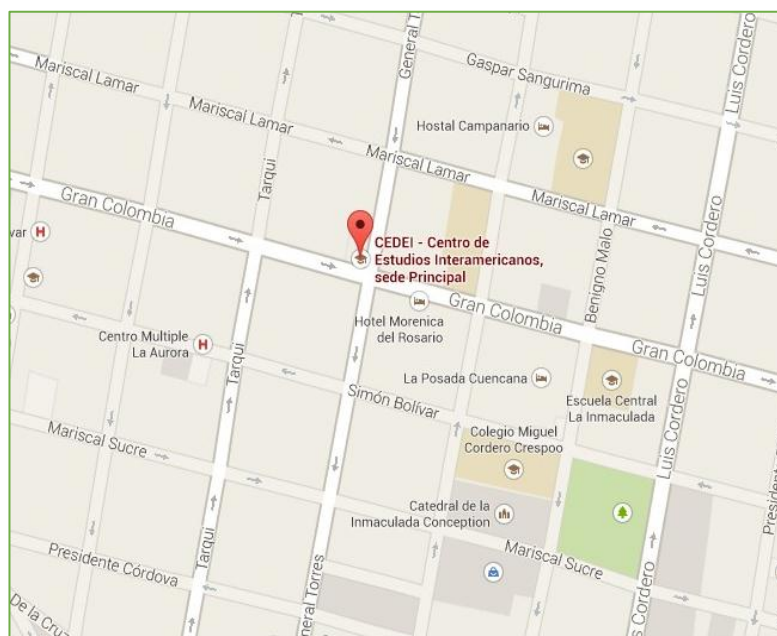 Mariscal Lamar
Mariscal Lamar
Mariscal Lamar
Mariscal Lamar
General T
Gaspar Sangurima
Luis Cordero
Hostal Campanario
Tarqui
Gran Colombia
var
CEDEI - Centro de
Estudios Interamericanos,
sede Principal
Benigno Malo
Luis Cordero
Hotel Morenica
del Rosario
Gran Colombia
Gran Colombia
Centro Multiple
La Aurora
Tarqui
La Posada Cuencana
Escuela Central
La Inmaculada
Simón Bolívar
Mariscal Sucre
Colegio Miguel
Cordero Crespoo
Luis Cordero
Catedral de la
Inmaculada Conception
Mariscal Sucre
Presidente
Presidente Córdova
Tarqui
eneral Torres
s Cordero
De la Cruz